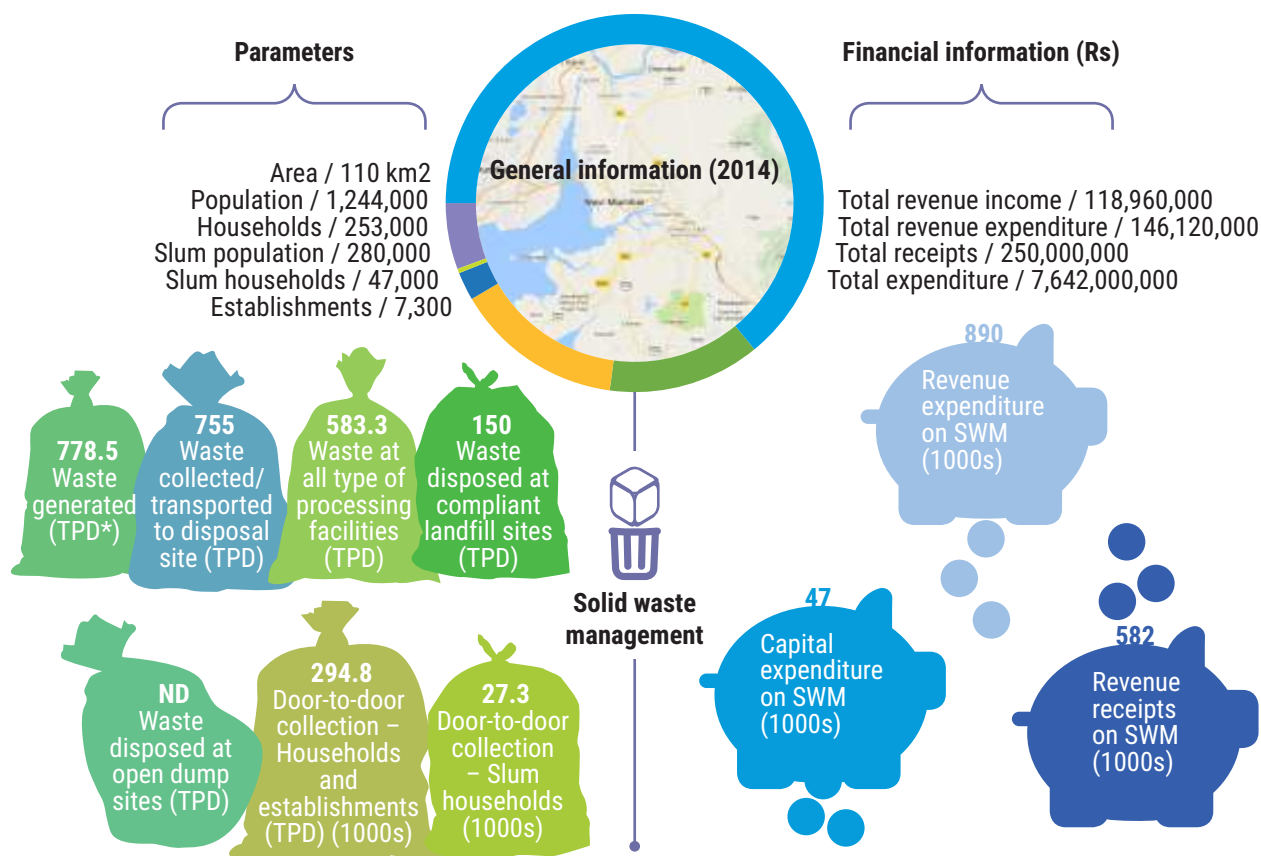 Parameters
Area / 110 km2
Population / 1,244,000
Households / 253,000
Slum population / 280,000
Slum households / 47,000
Establishments / 7,300
General information (2014)
Navi Mumbai
Financial information (Rs)
Total revenue income / 118,960,000
Total revenue expenditure / 146,120,000
Total receipts / 250,000,000
Total expenditure / 7,642,000,000
778.5
Waste
generated
(TPD*)
755
Waste
collected/
transported
to disposal
site (TPD)
583.3
Waste at
all type of
processing
facilities
(TPD)
150
Waste
disposed at
compliant
landfill sites
(TPD)
ND
Waste
disposed at
open dump
sites (TPD)
294.8
Door-to-door
collection –
Households
and
establishments
(TPD) (1000s)
27.3
Door-to-door
collection
– Slum
households
(1000s)
Solid waste
management
890
Revenue
expenditure
on SWM
(1000s)
47
Capital
expenditure
on SWM
(1000s)
582
Revenue
receipts
on SWM
(1000s)